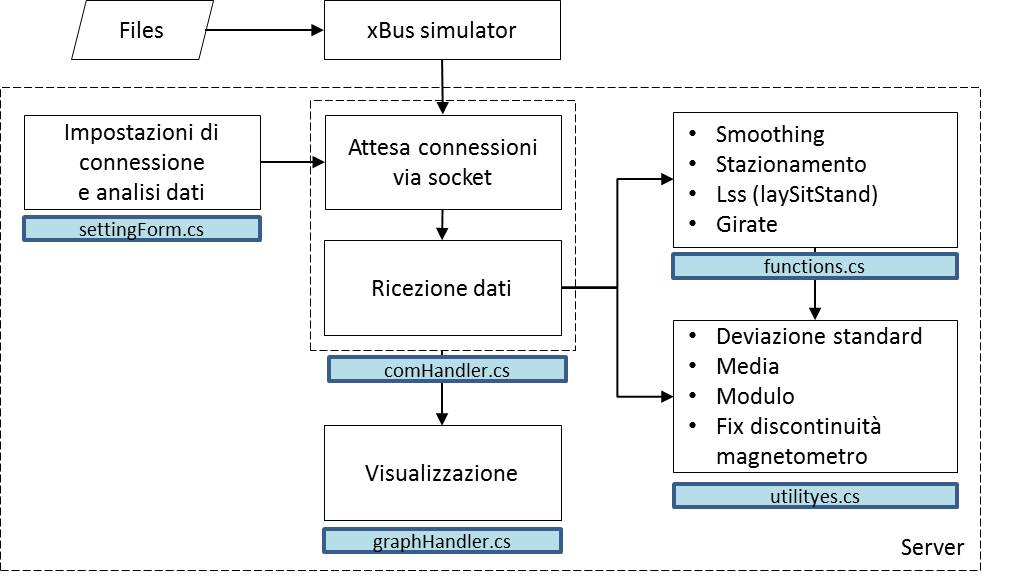 Files
xBus simulator
Impostazioni di
connessione
e analisi dati
settingForm.cs
Attesa connessioni
via socket
Ricezione dati
comHandler.cs
Visualizzazione
graphHandler.cs
• Smoothing
• Stazionamento
• Lss (laySitStand)
• Girate
functions.cs
• Deviazione standard
• Media
• Modulo
• Fix discontinuità
magnetometro
utilityes.cs
Server